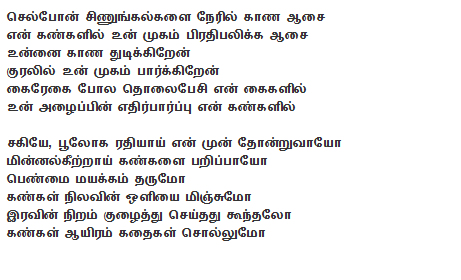 செல்போன் சிணுங்கல்களை நேரில் காண ஆசை
என் கண்களில் உன் முகம் பிரதிபலிக்க ஆசை
உன்னை காண துடிக்கிறேன்
குரலில் உன் முகம் பார்க்கிறேன்
கைரேகை போல தொலைபேசி என் கைகளில்
உன் அழைப்பின் எதிர்பார்ப்பு என் கண்களில்
சகியே, பூலோக ரதியாய் என் முன் தோன்றுவாயோ
மின்னல்கீற்றாய் கண்களை பறிப்பாயோ
பெண்மை மயக்கம் தருமோ
கண்கள் நிலவின் ஒளியை மிஞ்சுமோ
இரவின் நிறம் குழைத்து செய்தது கூந்தலோ
கண்கள் ஆயிரம் கதைகள் சொல்லுமோ